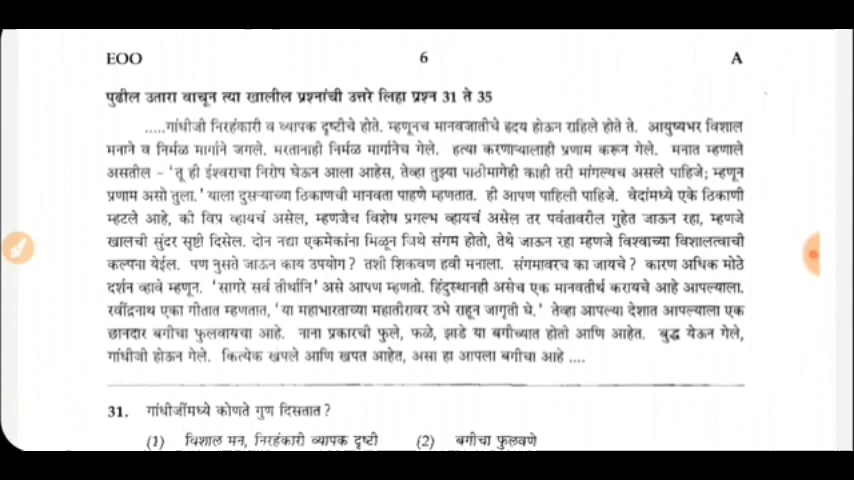 EOO 6 A
पुढील उतारा वाचून त्या खालील प्रश्नांची उत्तरे लिहा प्रश्न 31 ते 35
.....गांधीजी निरहंकारी व व्यापक दृष्टीचे होते. म्हणूनच मानवजातीचे हृदय होऊन राहिले होते ते. आयुष्यभर विशाल
मनाने व निर्मळ मार्गाने जगले. मरतानाही निर्मळ मार्गानेच गेले. हत्या करणाऱ्यालाही प्रणाम करून गेले. मनात म्हणाले
असतील – 'तू ही ईश्वराचा निरोप घेऊन आला आहेस, तेव्हा तुझ्या पाठीमागेही काही तरी मांगल्यच असले पाहिजे; म्हणून
प्रणाम असो तुला.' याला दुसऱ्याच्या ठिकाणची मानवता पाहणे म्हणतात. ही आपण पाहिली पाहिजे. वेदांमध्ये एके ठिकाणी
म्हटले आहे, की विप्र व्हायचं असेल, म्हणजेच विशेष प्रगल्भ व्हायचं असेल तर पर्वतावरील गुहेत जाऊन रहा, म्हणजे
खालची सुंदर सृष्टी दिसेल. दोन नद्या एकमेकांना मिळून जिथे संगम होतो, तेथे जाऊन रहा म्हणजे विश्वाच्या विशालत्वाची
कल्पना येईल. पण नुसते जाऊन काय उपयोग? तशी शिकवण हवी मनाला. संगमावरच का जायचे? कारण अधिक मोठे
दर्शन व्हावे म्हणून. 'सागरे सर्व तीर्थानि' असे आपण म्हणतो. हिंदुस्थानही असेच एक मानवतीर्थ करायचे आहे आपल्याला.
रवींद्रनाथ एका गीतात म्हणतात, 'या महाभारताच्या महातीरावर उभे राहून जागृती घे.' तेव्हा आपल्या देशात आपल्याला एक
छानदार बगीचा फुलवायचा आहे. नाना प्रकारची फुले, फळे, झाडे या बगीच्यात होती आणि आहेत. बुद्ध येऊन गेले,
गांधीजी होऊन गेले. कित्येक खपले आणि खपत आहेत, असा हा आपला बगीचा आहे ....
31. गांधीजींमध्ये कोणते गुण दिसतात?
(1) विशाल मन, निरहंकारी व्यापक दृष्टी (2) बगीचा फुलवणे